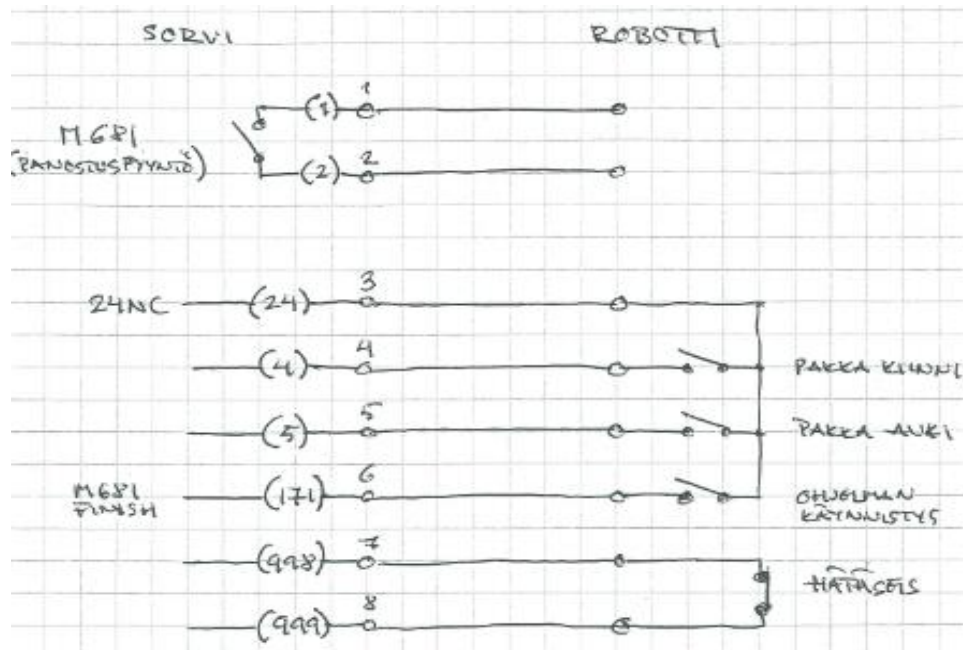 SORVI ROBOTTI
1
(1)
M681
(PANOSTUSPYYNTÖ)
2
(2)
3
24NC (24)
4
(4) PAKKA KIINNI
5
(5) PAKKA AUKI
6
M681 (171) OHJELMAN
FINISH KÄYNNISTYS
7
(998)
HÄTÄSEIS
8
(999)